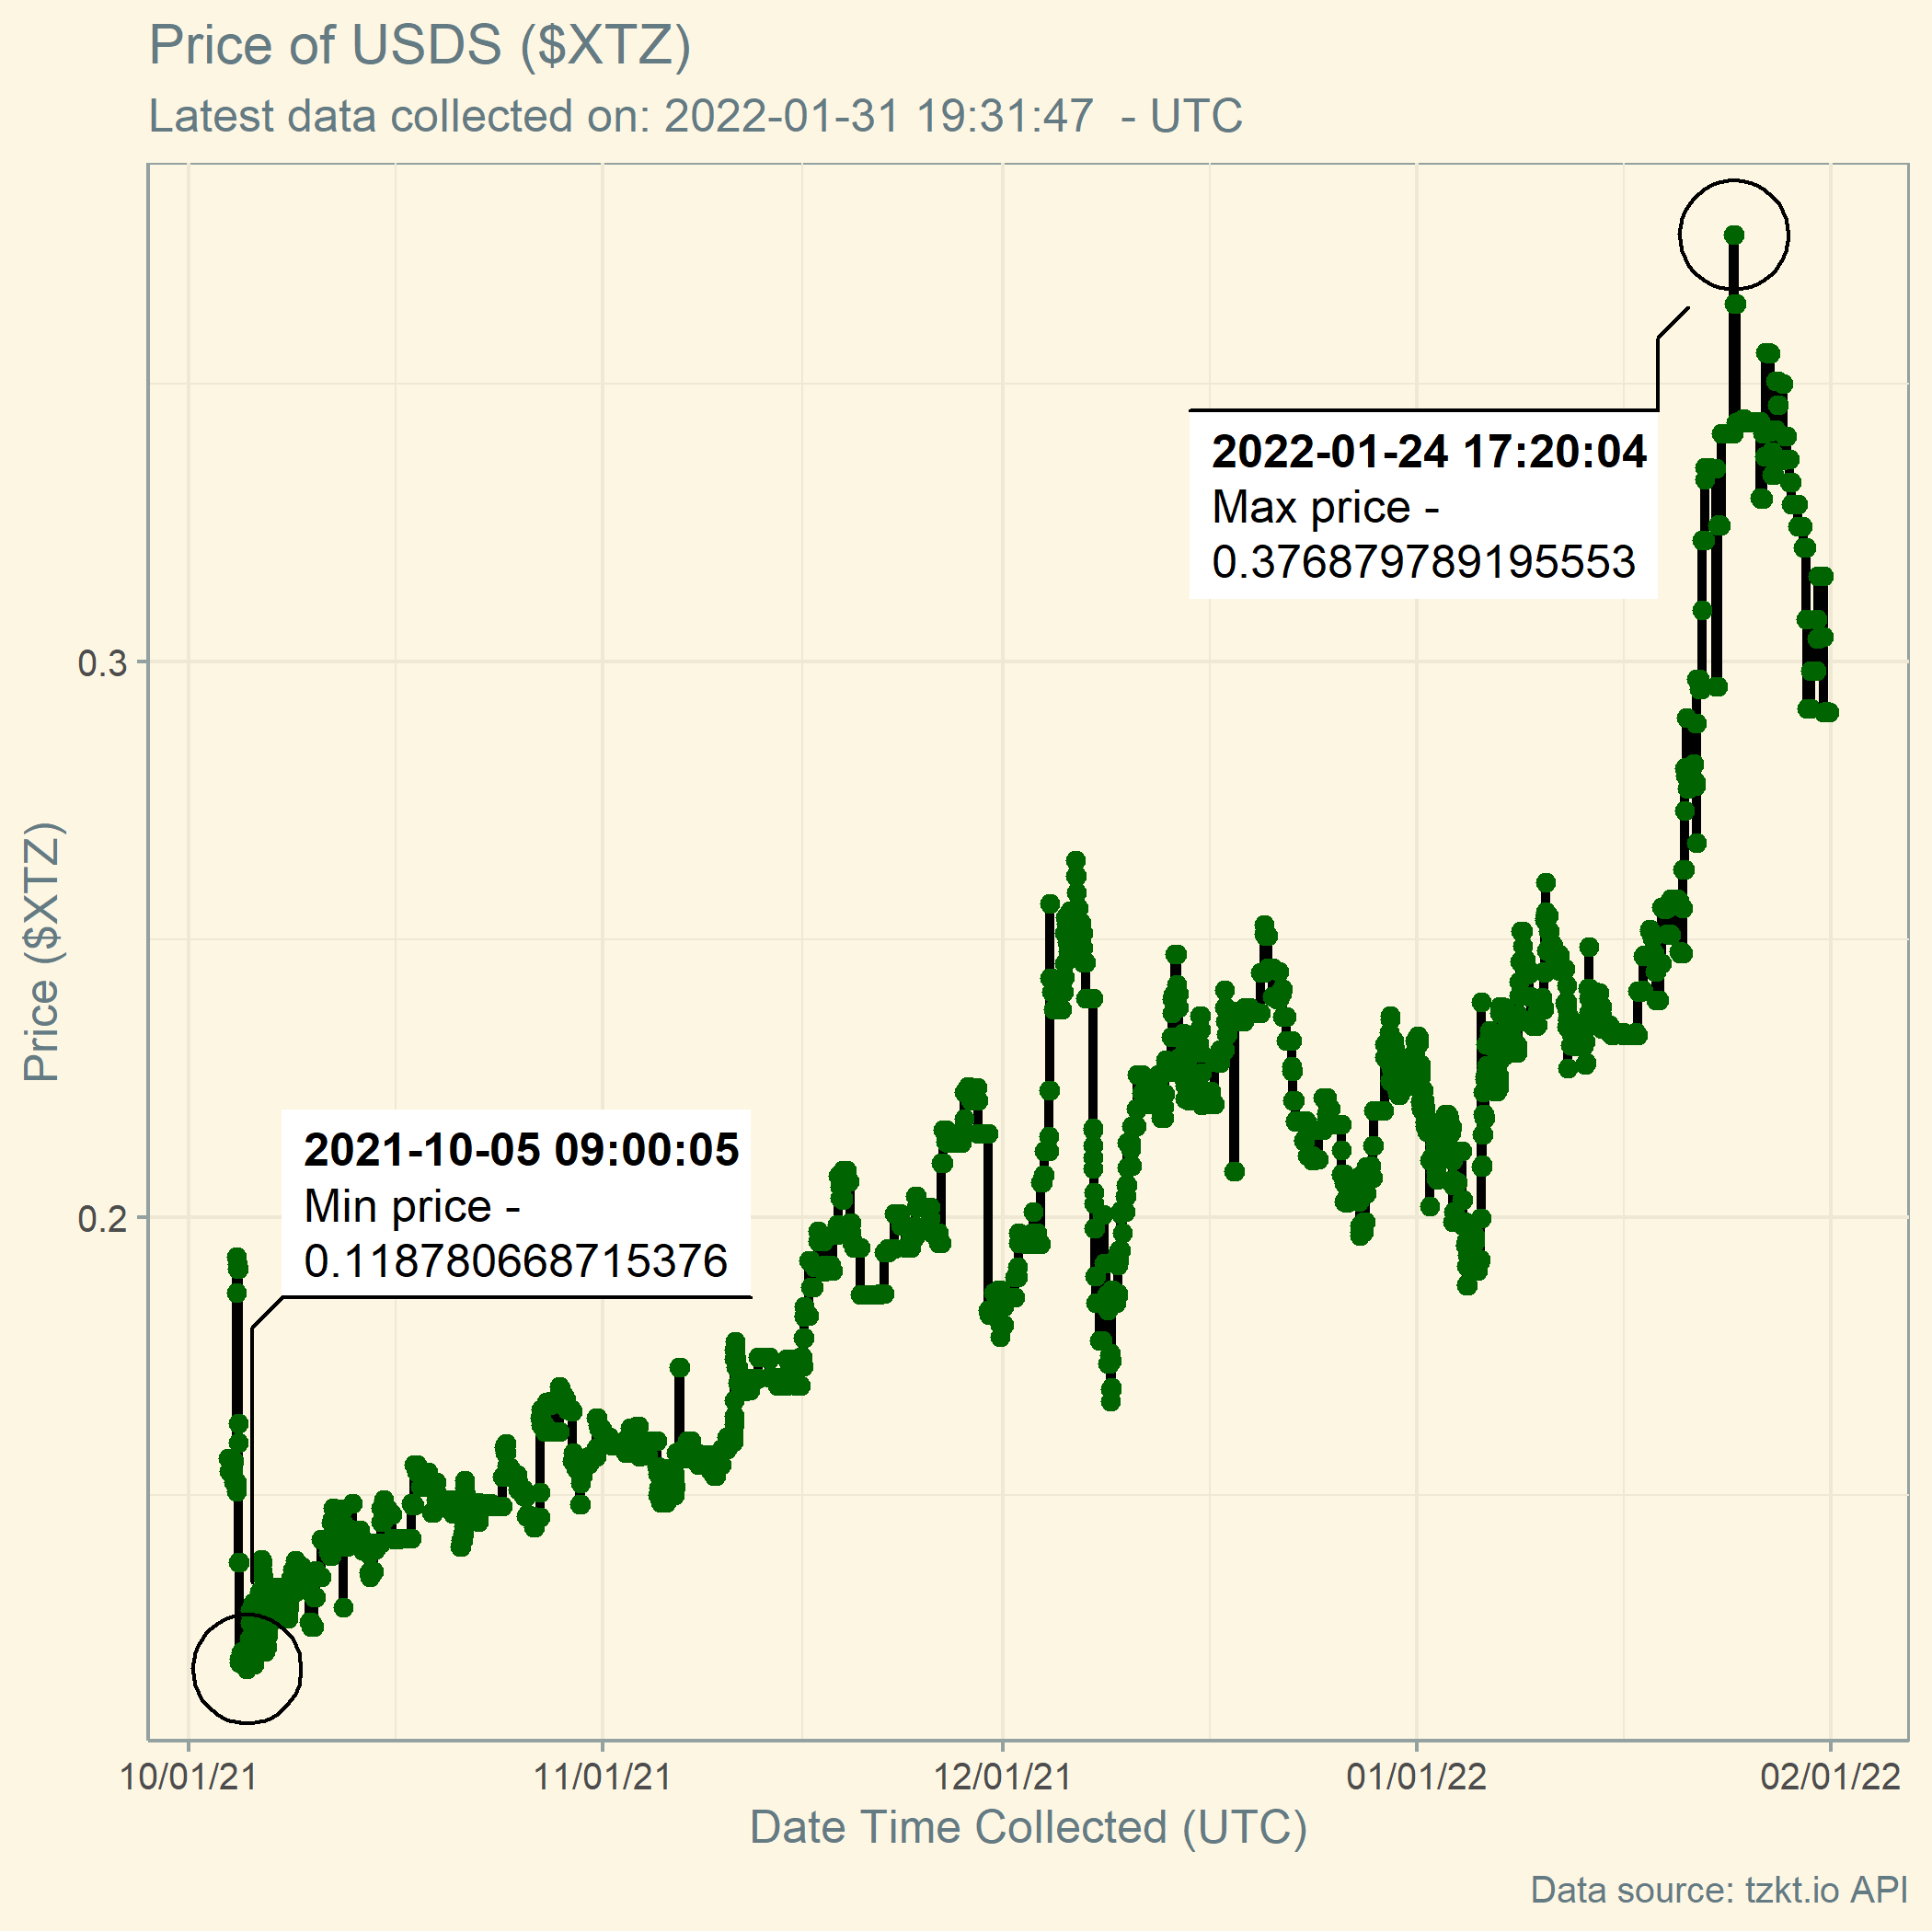 Price of USDS ($XTZ)
Latest data collected on: 2022-01-31 19:31:47  - UTC
2022-01-24 17:20:04
Max price -
0.376879789195553
0.3
Price ($XTZ)
2021-10-05 09:00:05
Min price -
0.118780668715376
0.2
10/01/21
11/01/21
12/01/21
01/01/22
02/01/22
Date Time Collected (UTC)
Data source: tzkt.io API